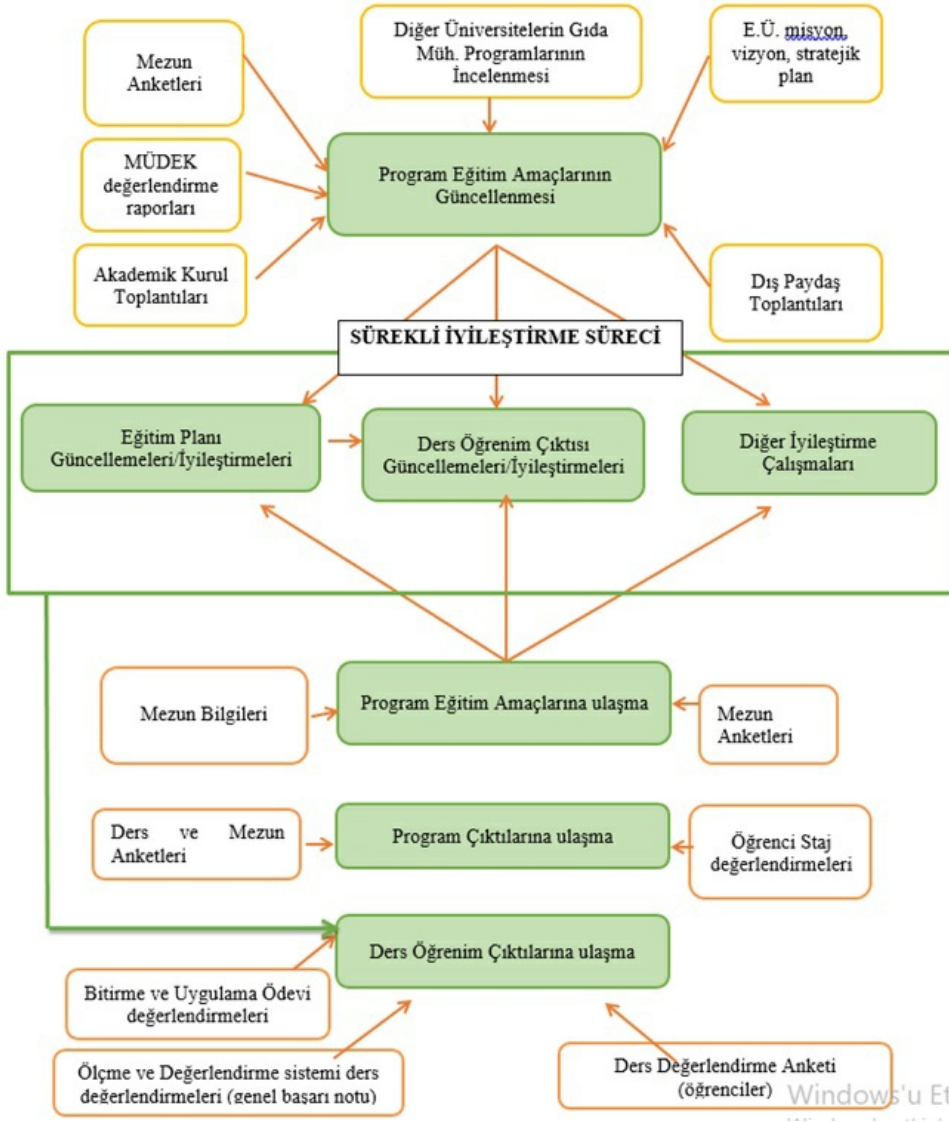 Mezun
Anketleri
Diğer Üniversitelerin Gıda
Müh. Programlarının
İncelenmesi
E.Ü. misyon,
vizyon, stratejik
plan
MÜDEK
değerlendirme
raporları
Program Eğitim Amaçlarının
Güncellenmesi
Akademik Kurul
Toplantıları
Dış Paydaş
Toplantıları
SÜREKLİ İYİLEŞTİRME SÜRECİ
Eğitim Planı
Güncellemeleri/İyileştirmeleri
Ders Öğrenim Çıktısı
Güncellemeleri/İyileştirmeleri
Diğer İyileştirme
Çalışmaları
Mezun Bilgileri
Program Eğitim Amaçlarına ulaşma
Mezun
Anketleri
Ders ve Mezun
Anketleri
Program Çıktılarına ulaşma
Öğrenci Staj
değerlendirmeleri
Ders Öğrenim Çıktılarına ulaşma
Bitirme ve Uygulama Ödevi
değerlendirmeleri
Ölçme ve Değerlendirme sistemi ders
değerlendirmeleri (genel başarı notu)
Ders Değerlendirme Anketi
(öğrenciler)
Windows'u Et